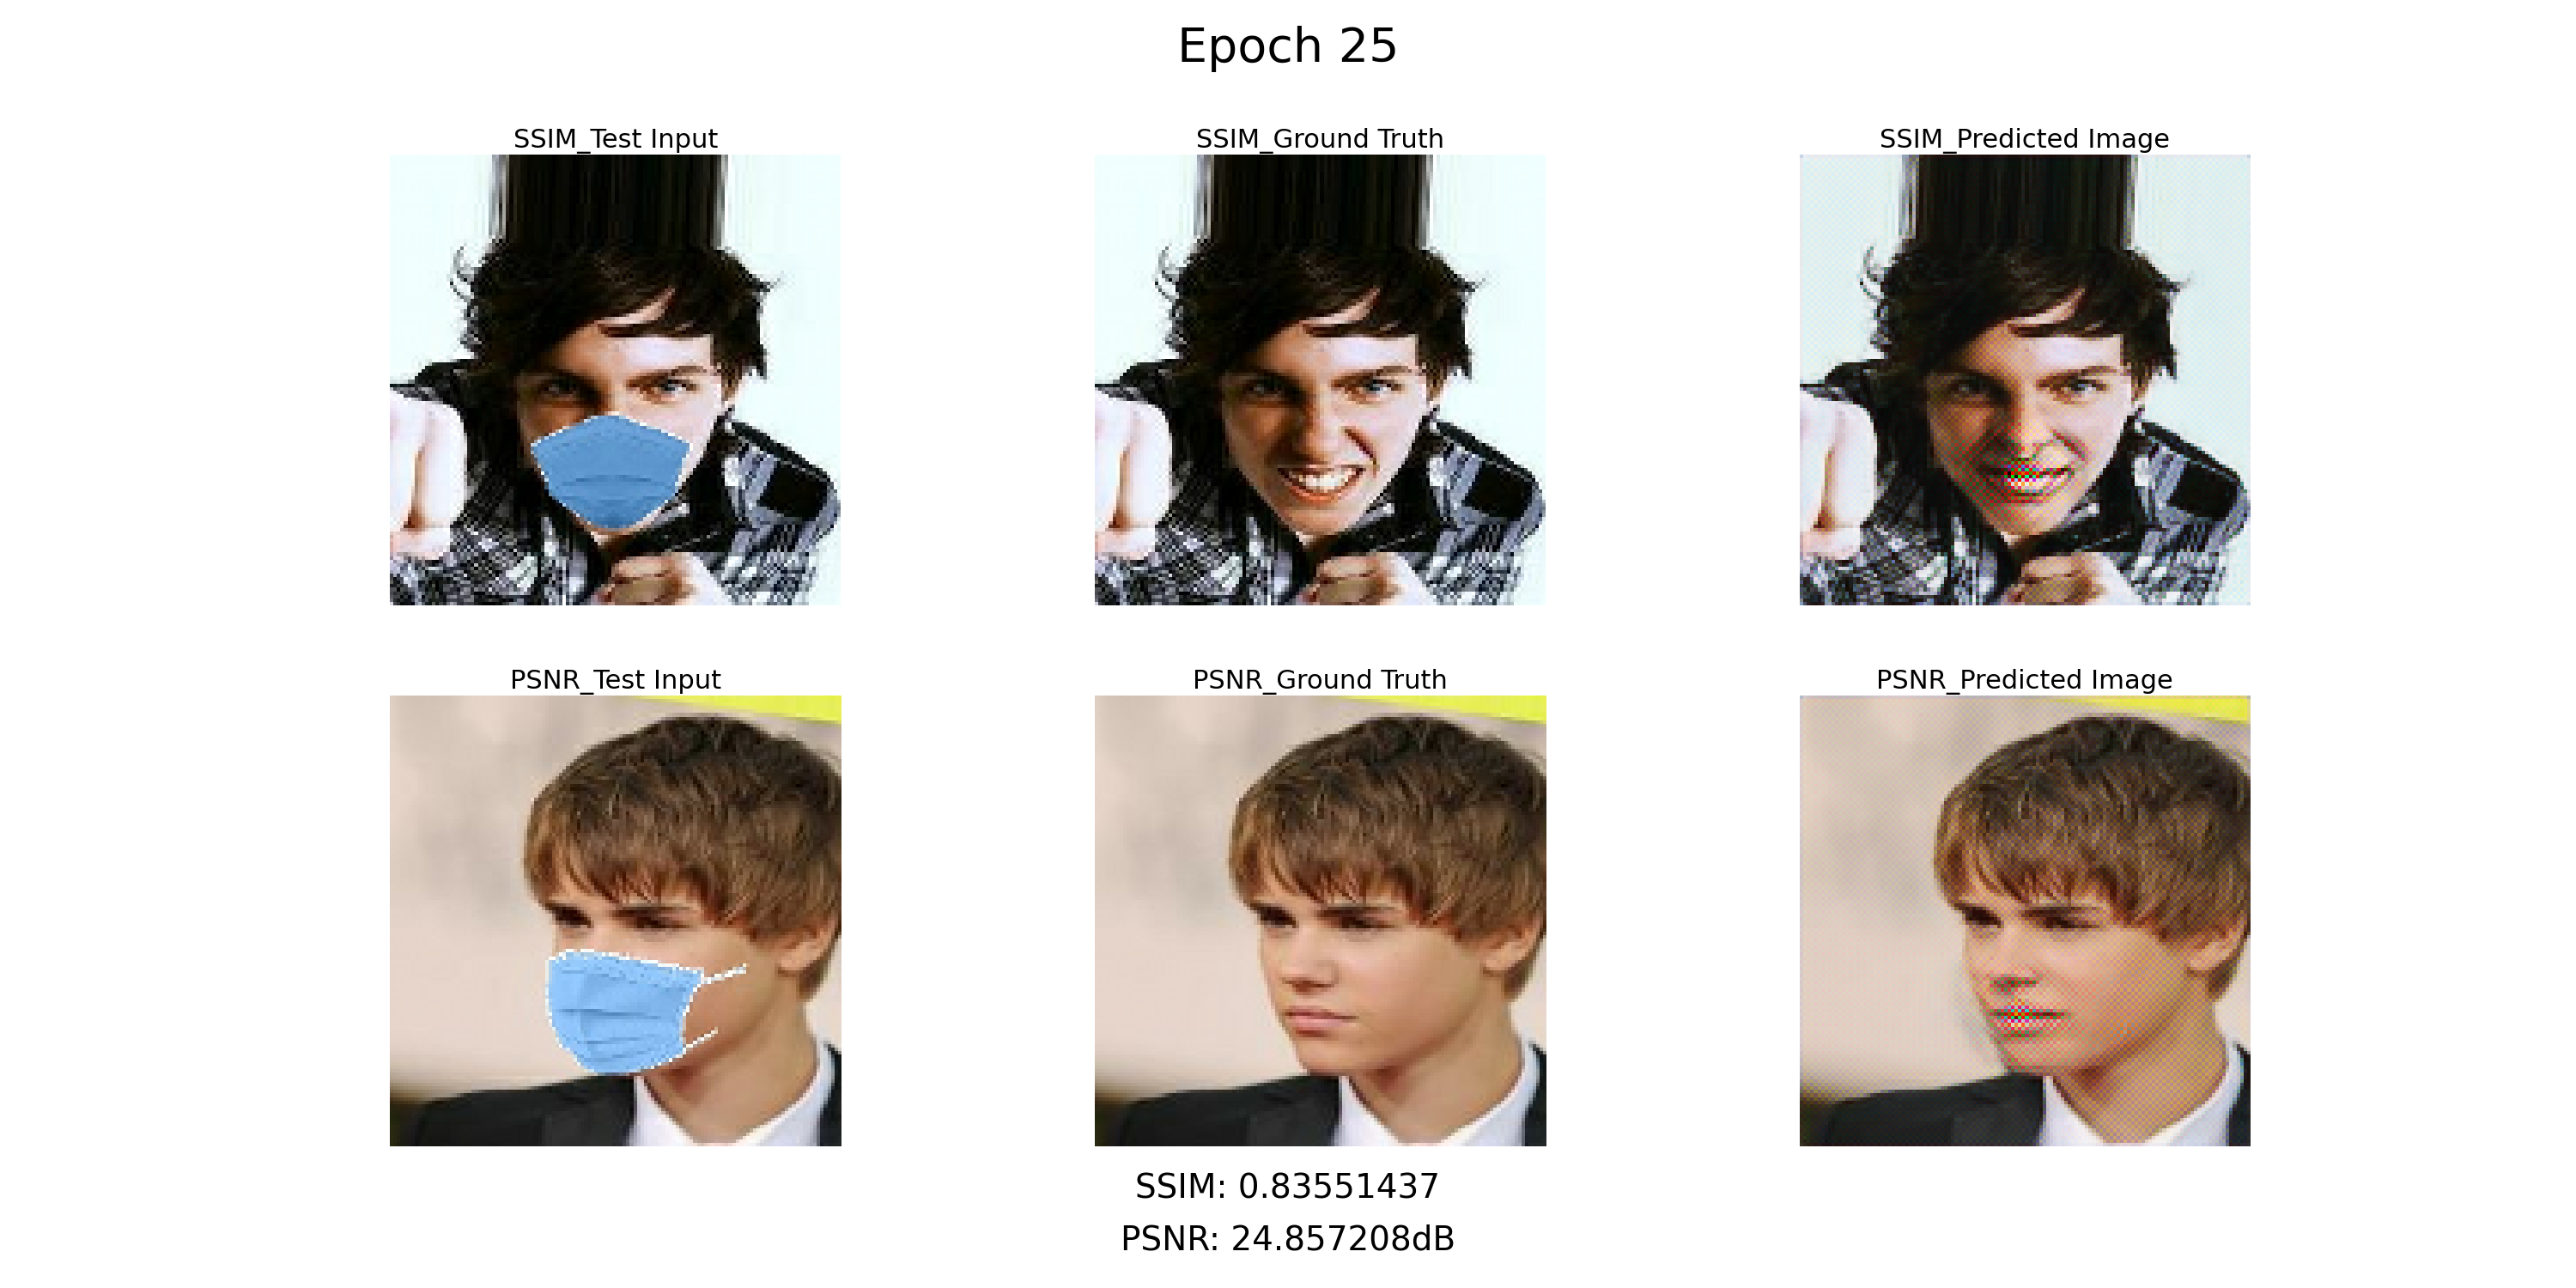 Epoch 25
SSIM_Test Input
SSIM_Ground Truth
SSIM_Predicted Image
PSNR_Test Input
PSNR_Ground Truth
PSNR_Predicted Image
SSIM: 0.83551437
PSNR: 24.857208dB